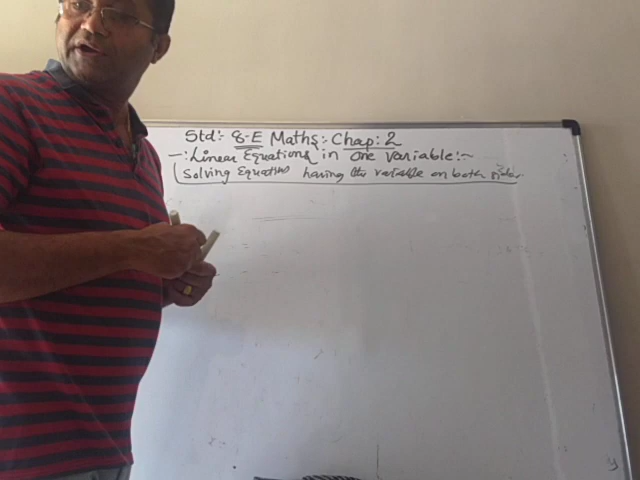 Std:- 8-E Maths:- Chap: 2
-: Linear Equations in One Variable:~
Solving Equations having the variable on both sides